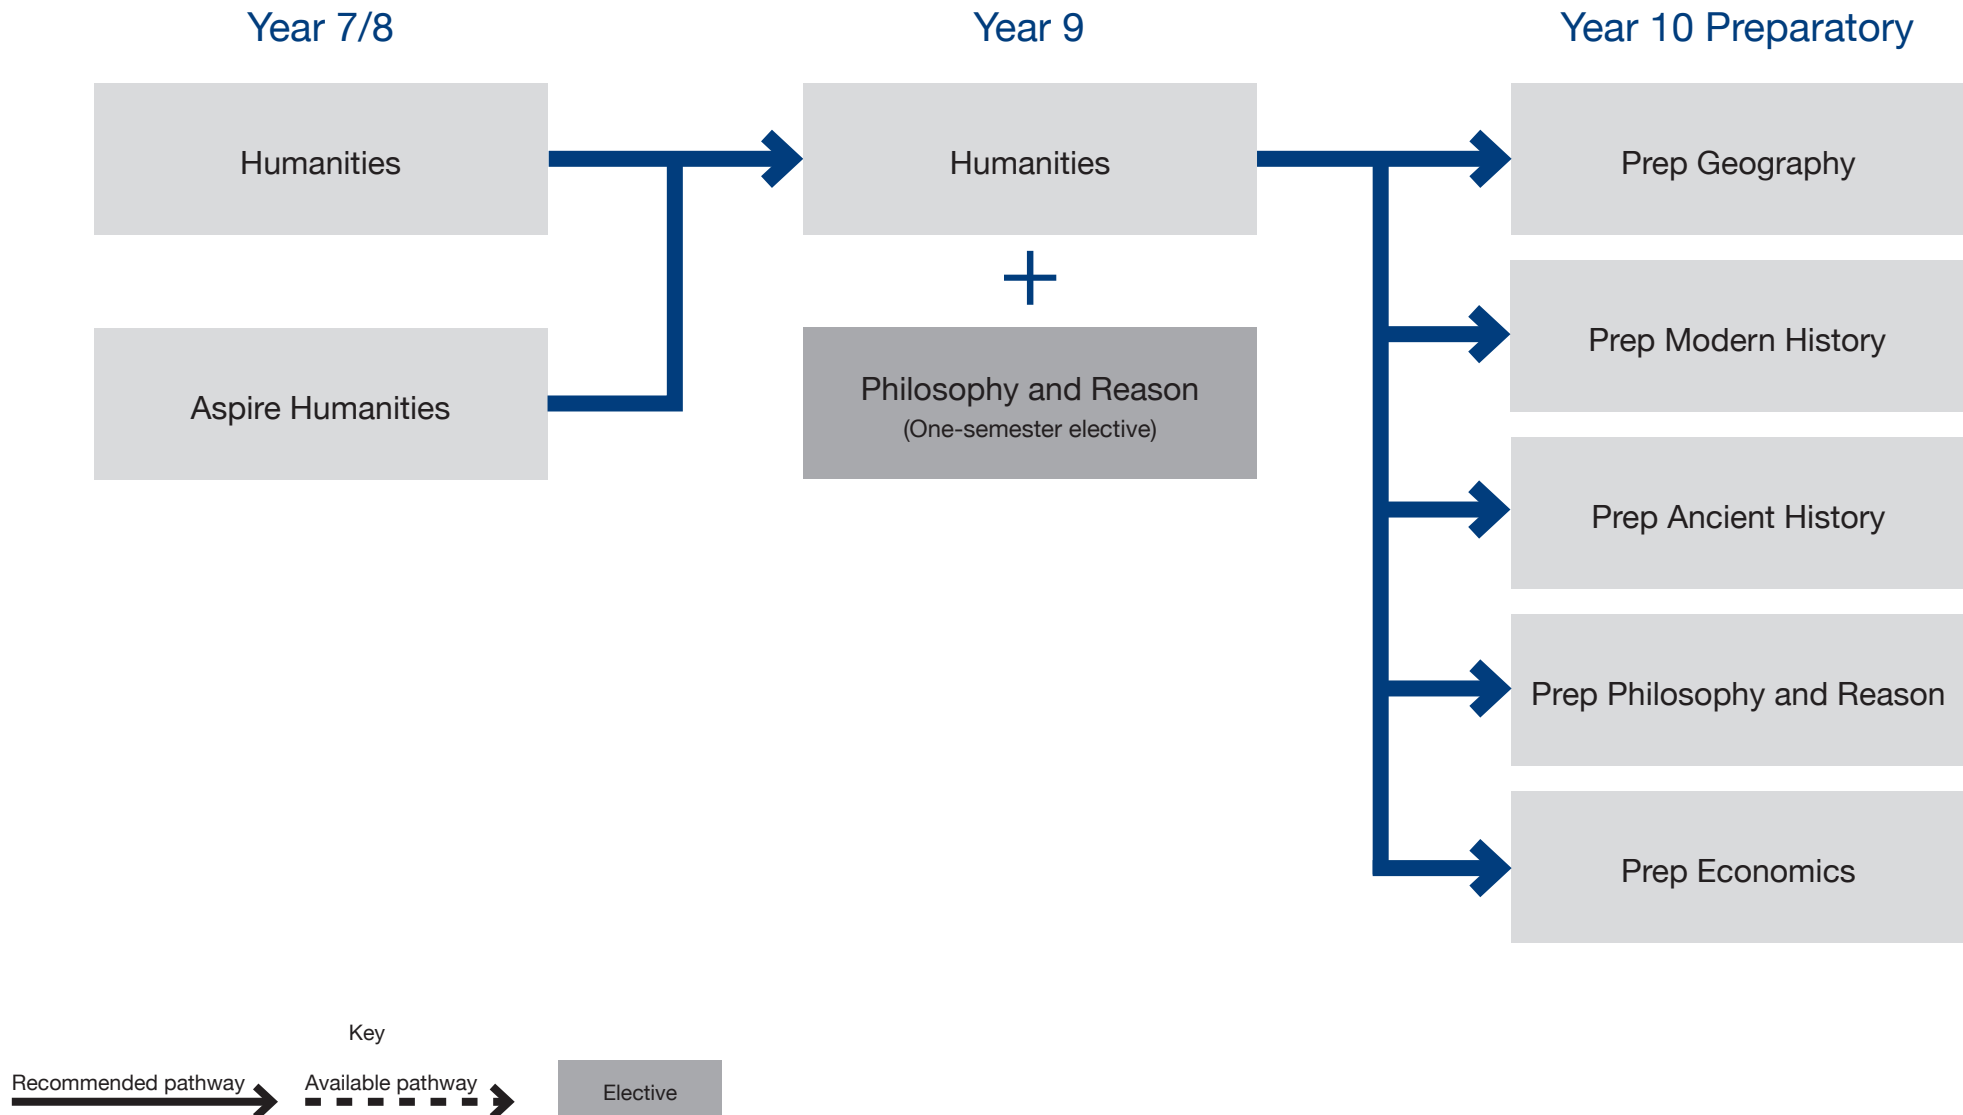 Year 7/8
Year 9
Year 10 Preparatory
Humanities
Humanities
Prep Geography
Prep Modern History
Aspire Humanities
Philosophy and Reason
(One-semester elective)
Prep Ancient History
Prep Philosophy and Reason
Prep Economics
Key
Recommended pathway
Available pathway
Elective